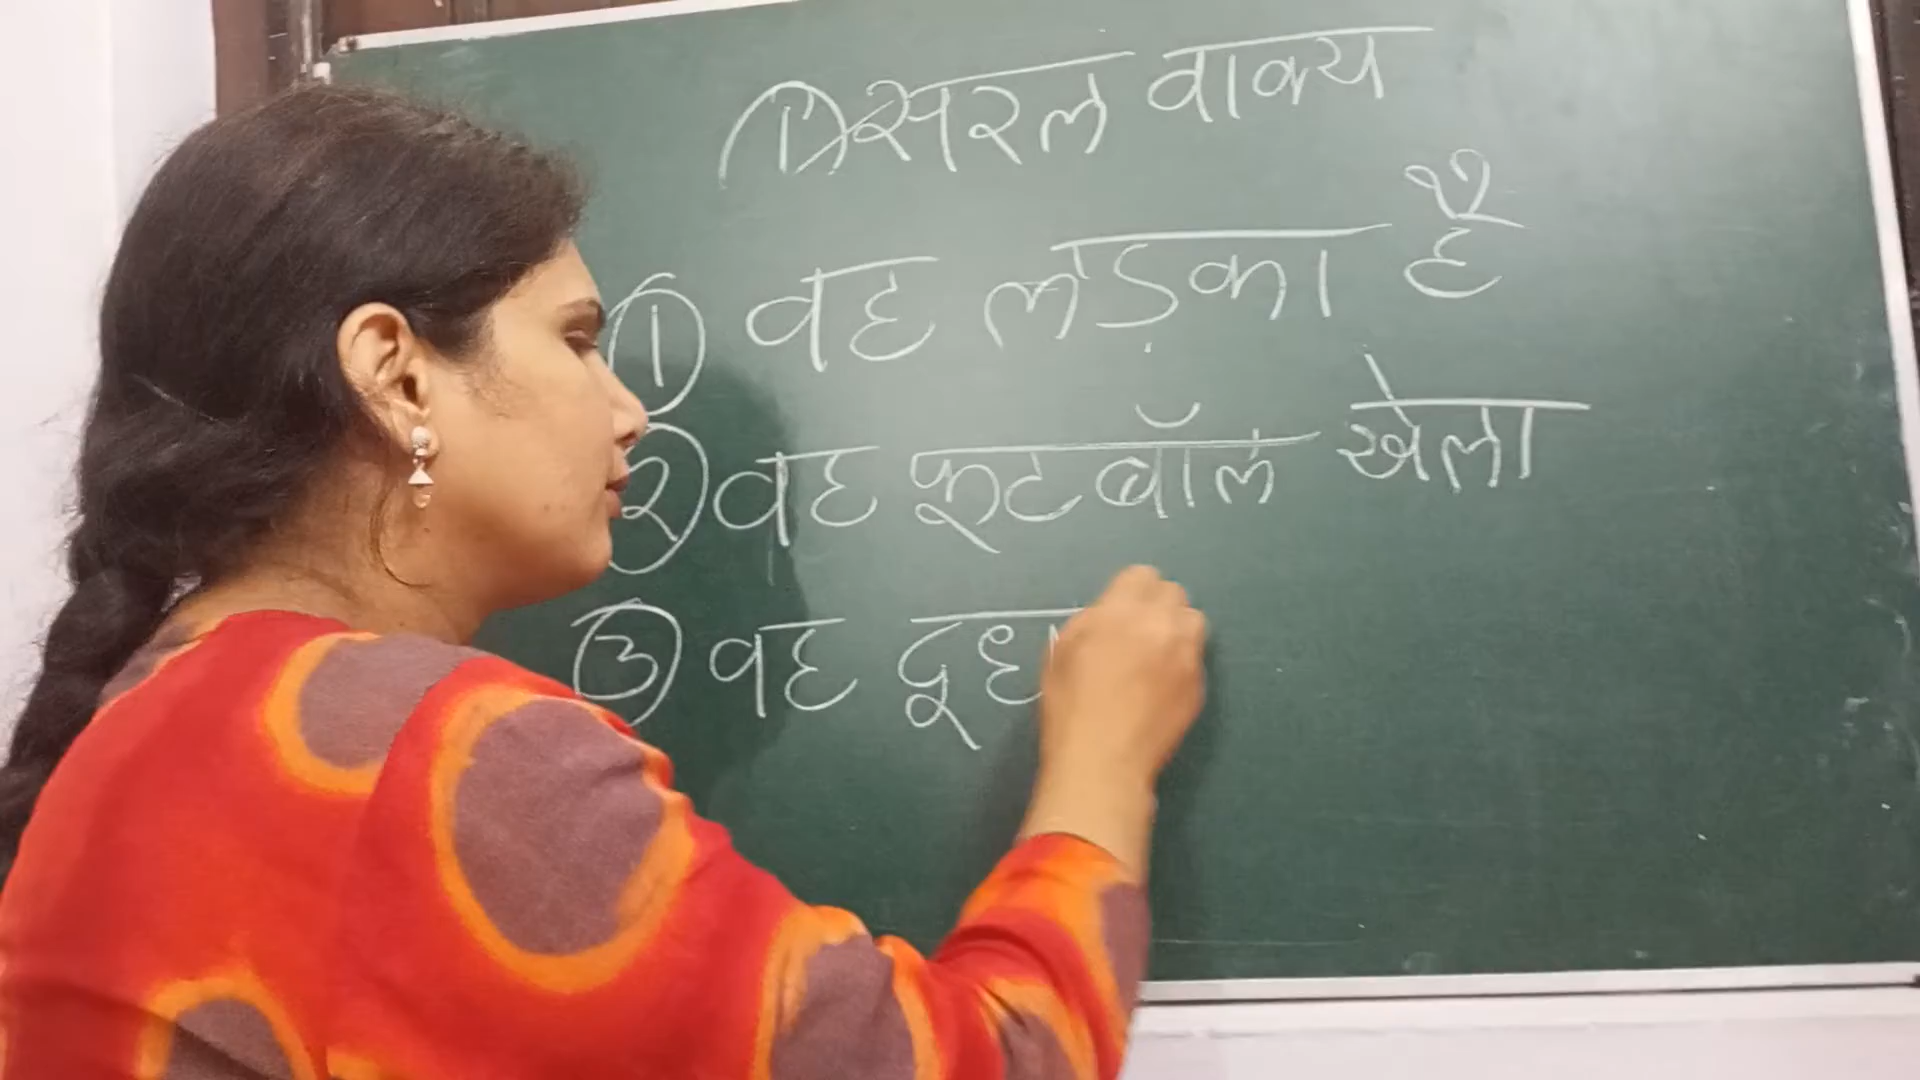 ① सरल वाक्य
① वह लड़का है
② वह फूटबॉल खेला
③ वह दूध